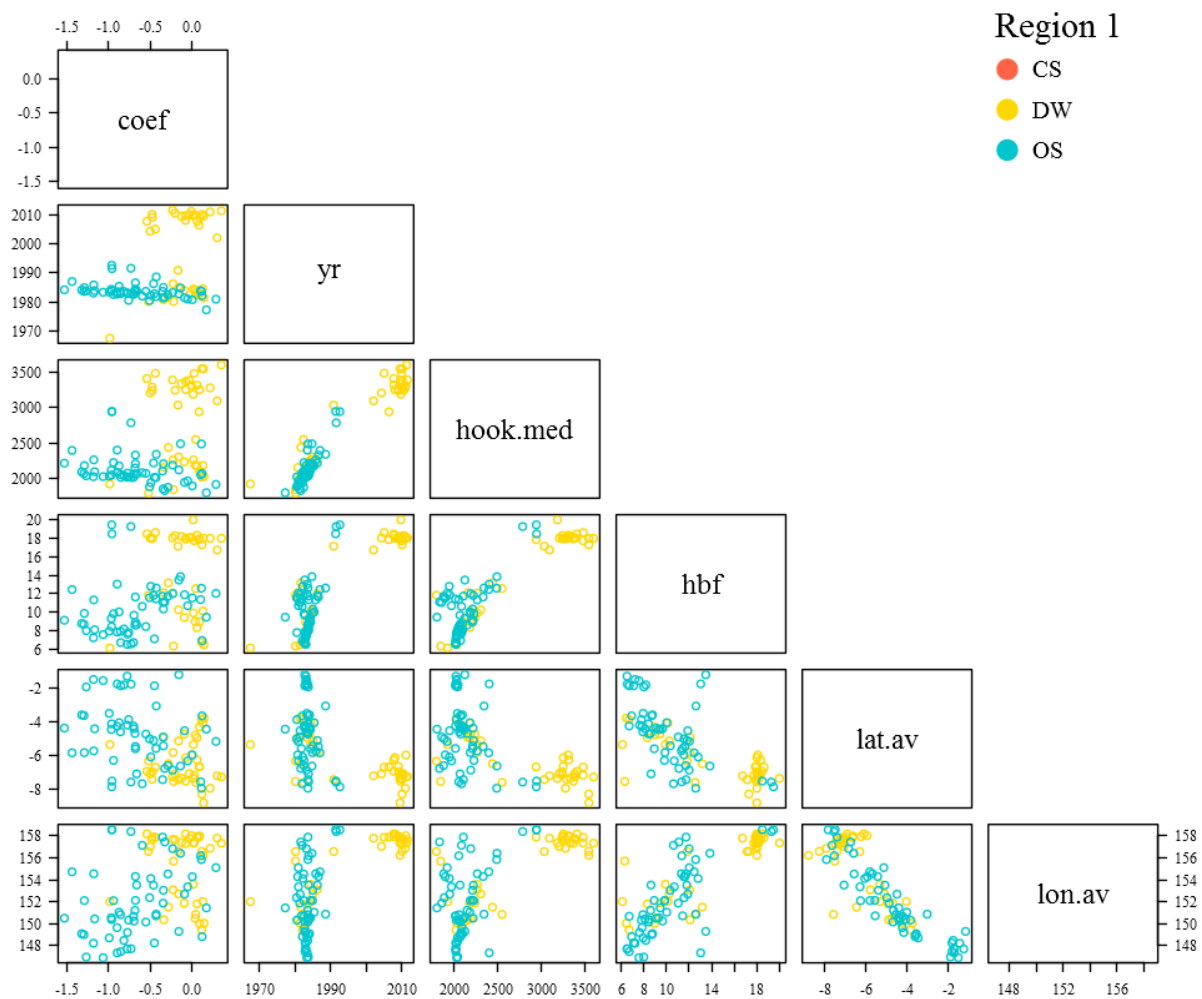 Region 1
CS
DW
OS
-1.5 -1.0 -0.5 0.0
0.0
-0.5
-1.0
-1.5
coef
2010
2000
1990
1980
1970
yr
3500
3000
2500
2000
hook.med
20
18
16
14
12
10
8
6
hbf
-2
-4
-6
-8
lat.av
158
156
154
152
150
148
lon.av
158
156
154
152
150
148
-1.5 -1.0 -0.5 0.0
1970 1990 2010
2000 2500 3000 3500
6 8 10 14 20
-8 -6 -4 -2
148 152 156